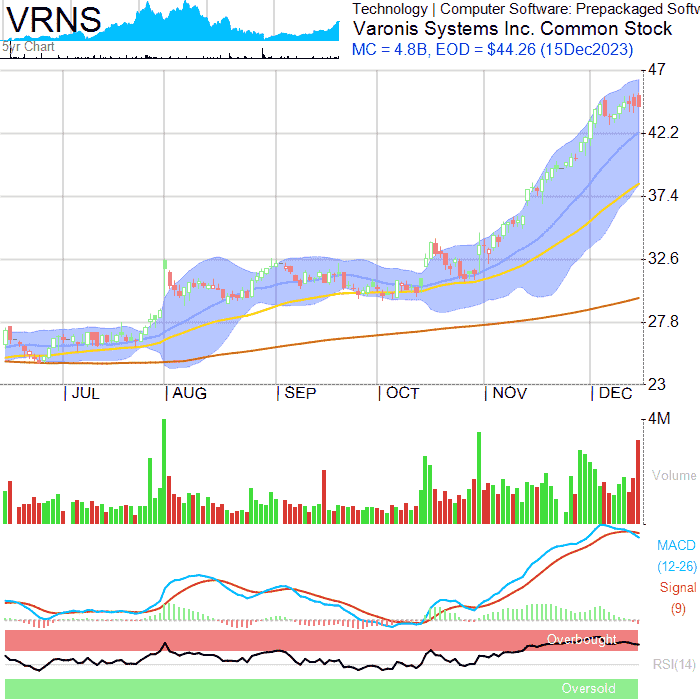 VRNS
5yr Chart
Technology | Computer Software: Prepackaged Softw
Varonis Systems Inc. Common Stock
MC = 4.8B, EOD = $44.26 (15Dec2023)
47
42.2
37.4
32.6
27.8
23
JUL AUG SEP OCT NOV DEC
4M
Volume
MACD
(12-26)
Signal
(9)
Overbought
RSI(14)
Oversold